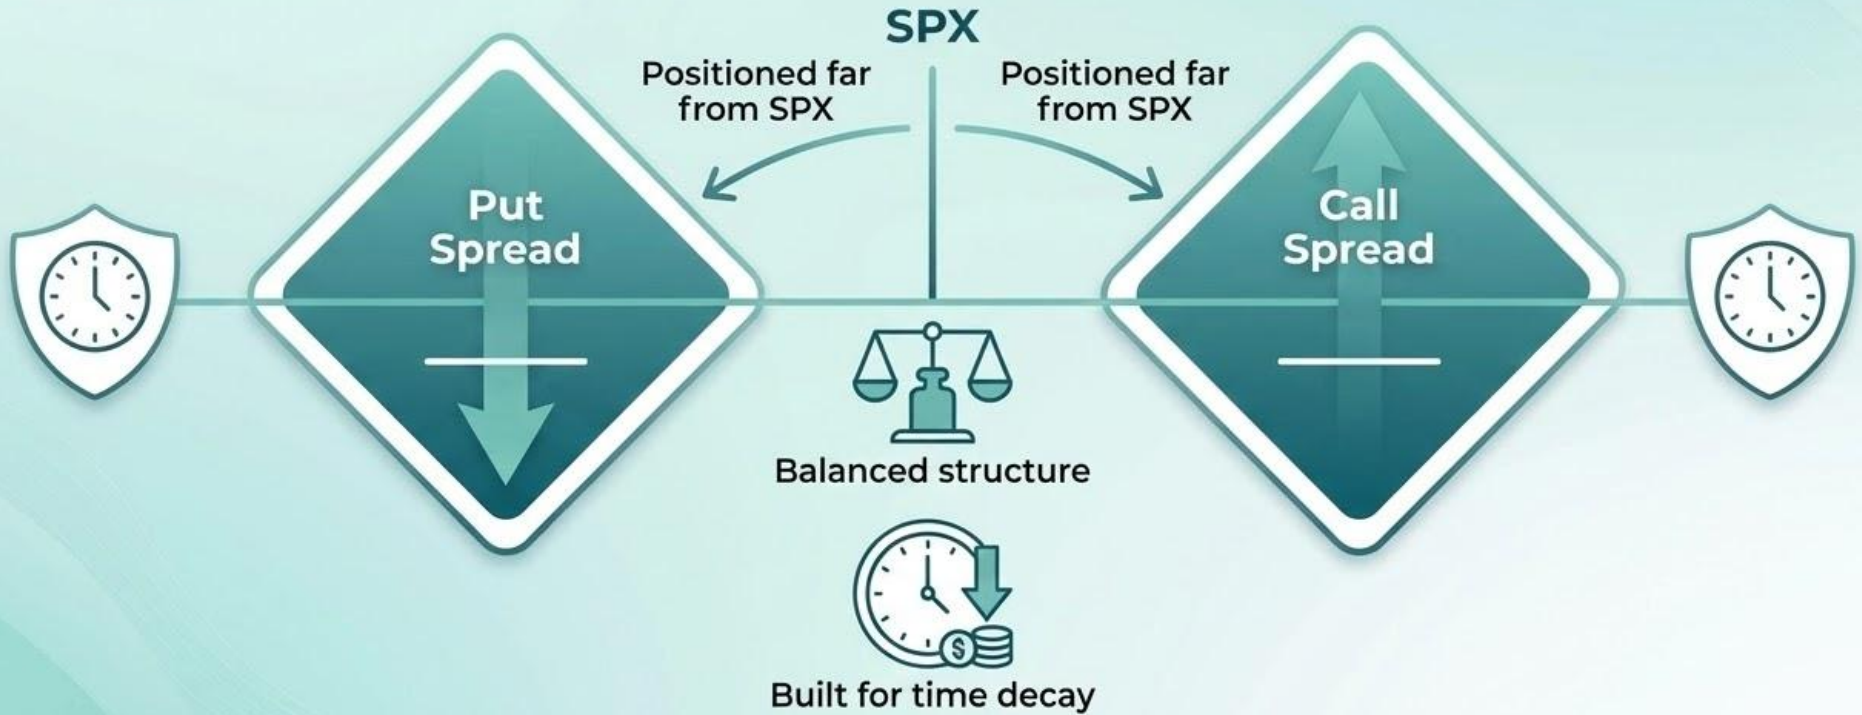 SPX
Positioned far
from SPX
Positioned far
from SPX
Put
Spread
Call
Spread
Balanced structure
$
Built for time decay